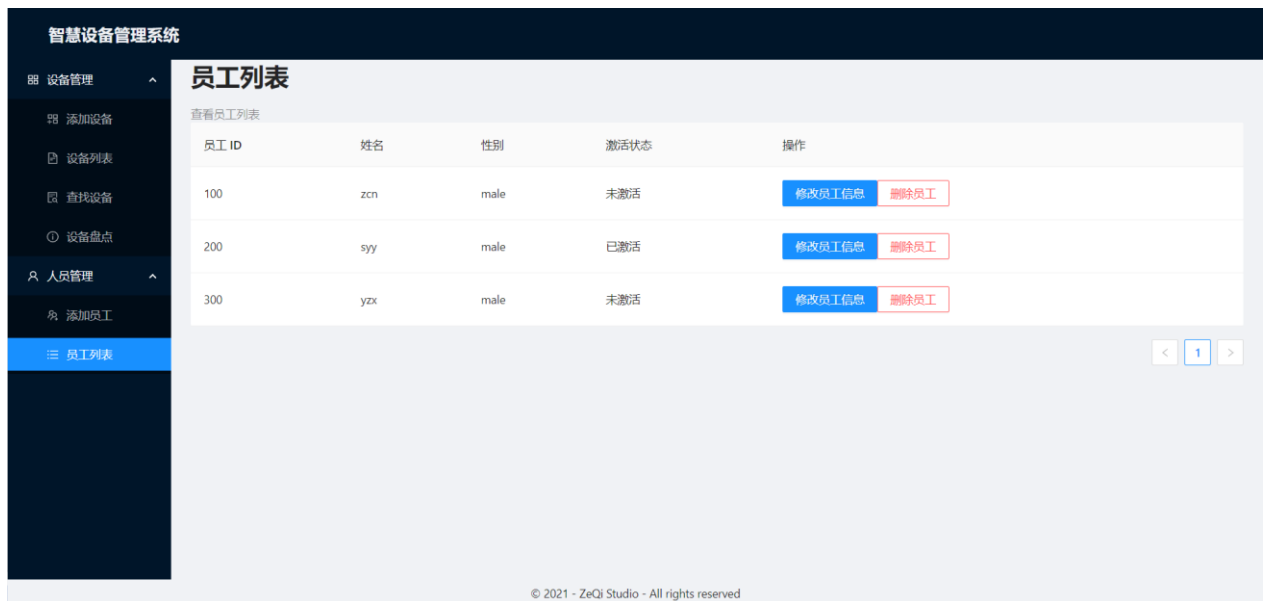 智慧设备管理系统
设备管理
添加设备
设备列表
查找设备
设备盘点
人员管理
添加员工
员工列表
员工列表
查看员工列表
员工 ID 姓名 性别 激活状态 操作
100 zcn male 未激活 修改员工信息 删除员工
200 syy male 已激活 修改员工信息 删除员工
300 yzx male 未激活 修改员工信息 删除员工
< 1 >
© 2021 - ZeQi Studio - All rights reserved